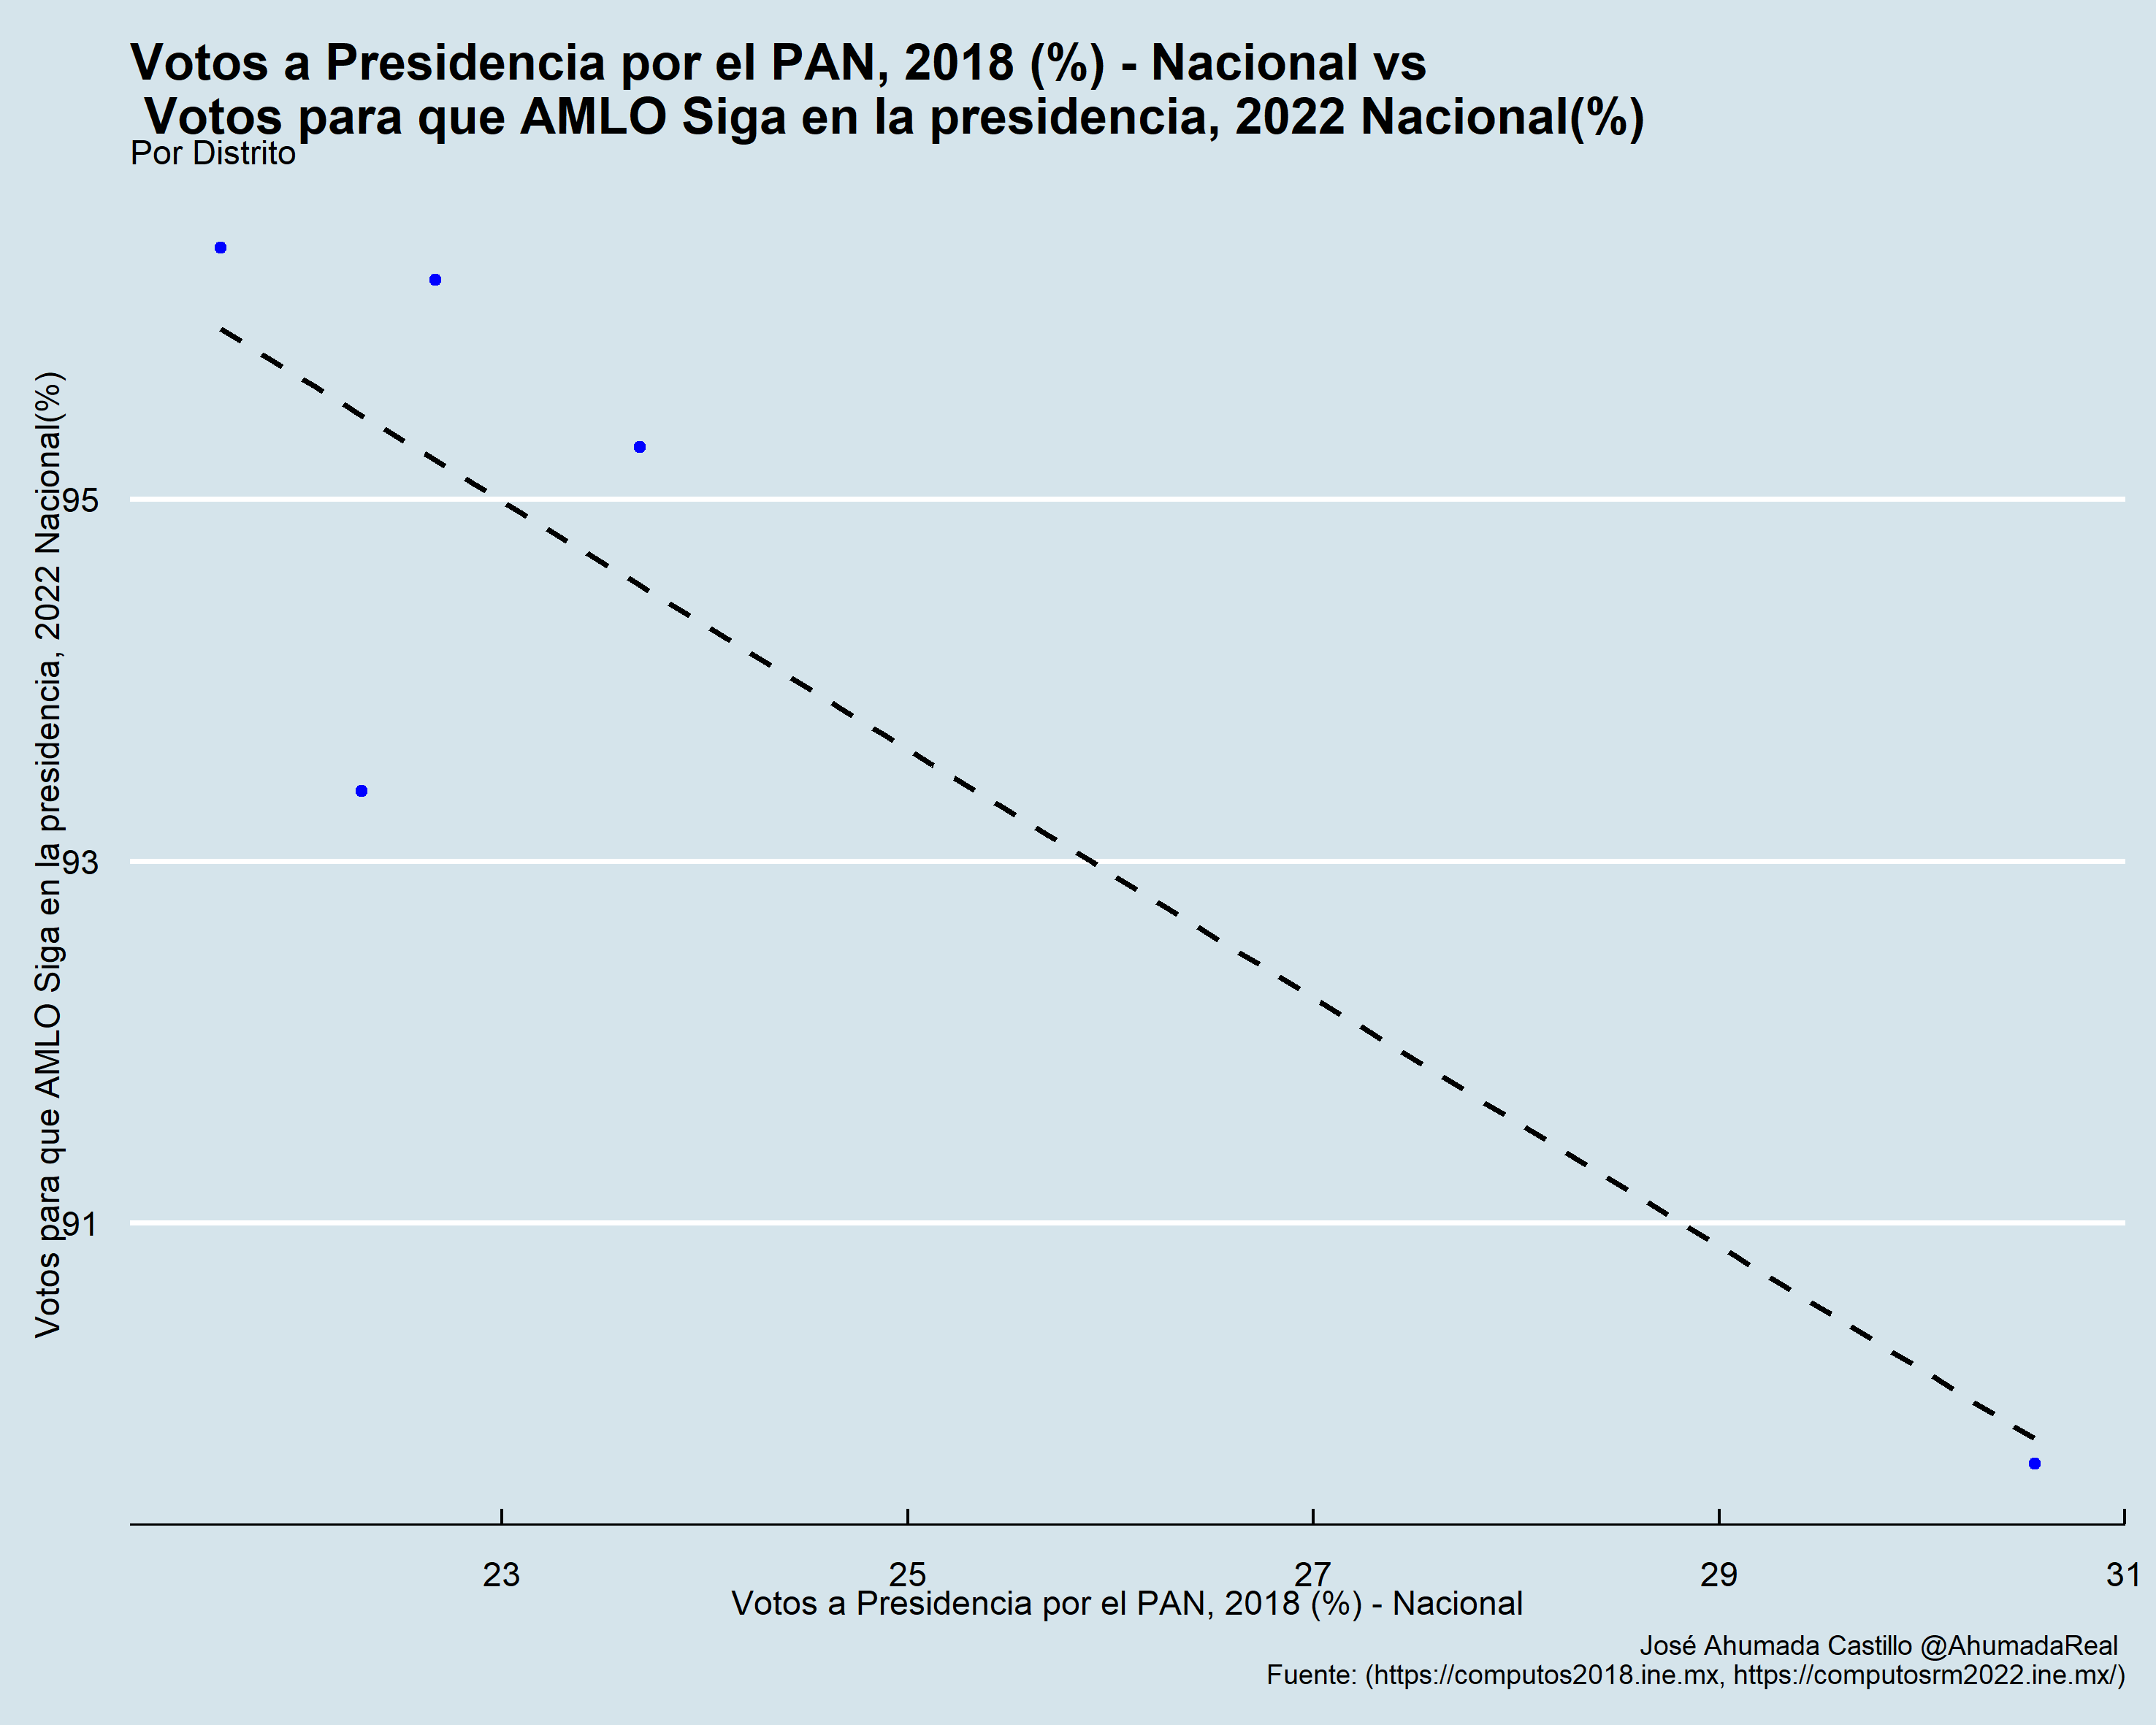 Votos a Presidencia por el PAN, 2018 (%) - Nacional vs
Votos para que AMLO Siga en la presidencia, 2022 Nacional(%)
Por Distrito
Votos para que AMLO Siga en la presidencia, 2022 Nacional(%)
95
93
91
23 25 27 29 31
Votos a Presidencia por el PAN, 2018 (%) - Nacional
José Ahumada Castillo @AhumadaReal
Fuente: (https://computos2018.ine.mx, https://computosrm2022.ine.mx/)